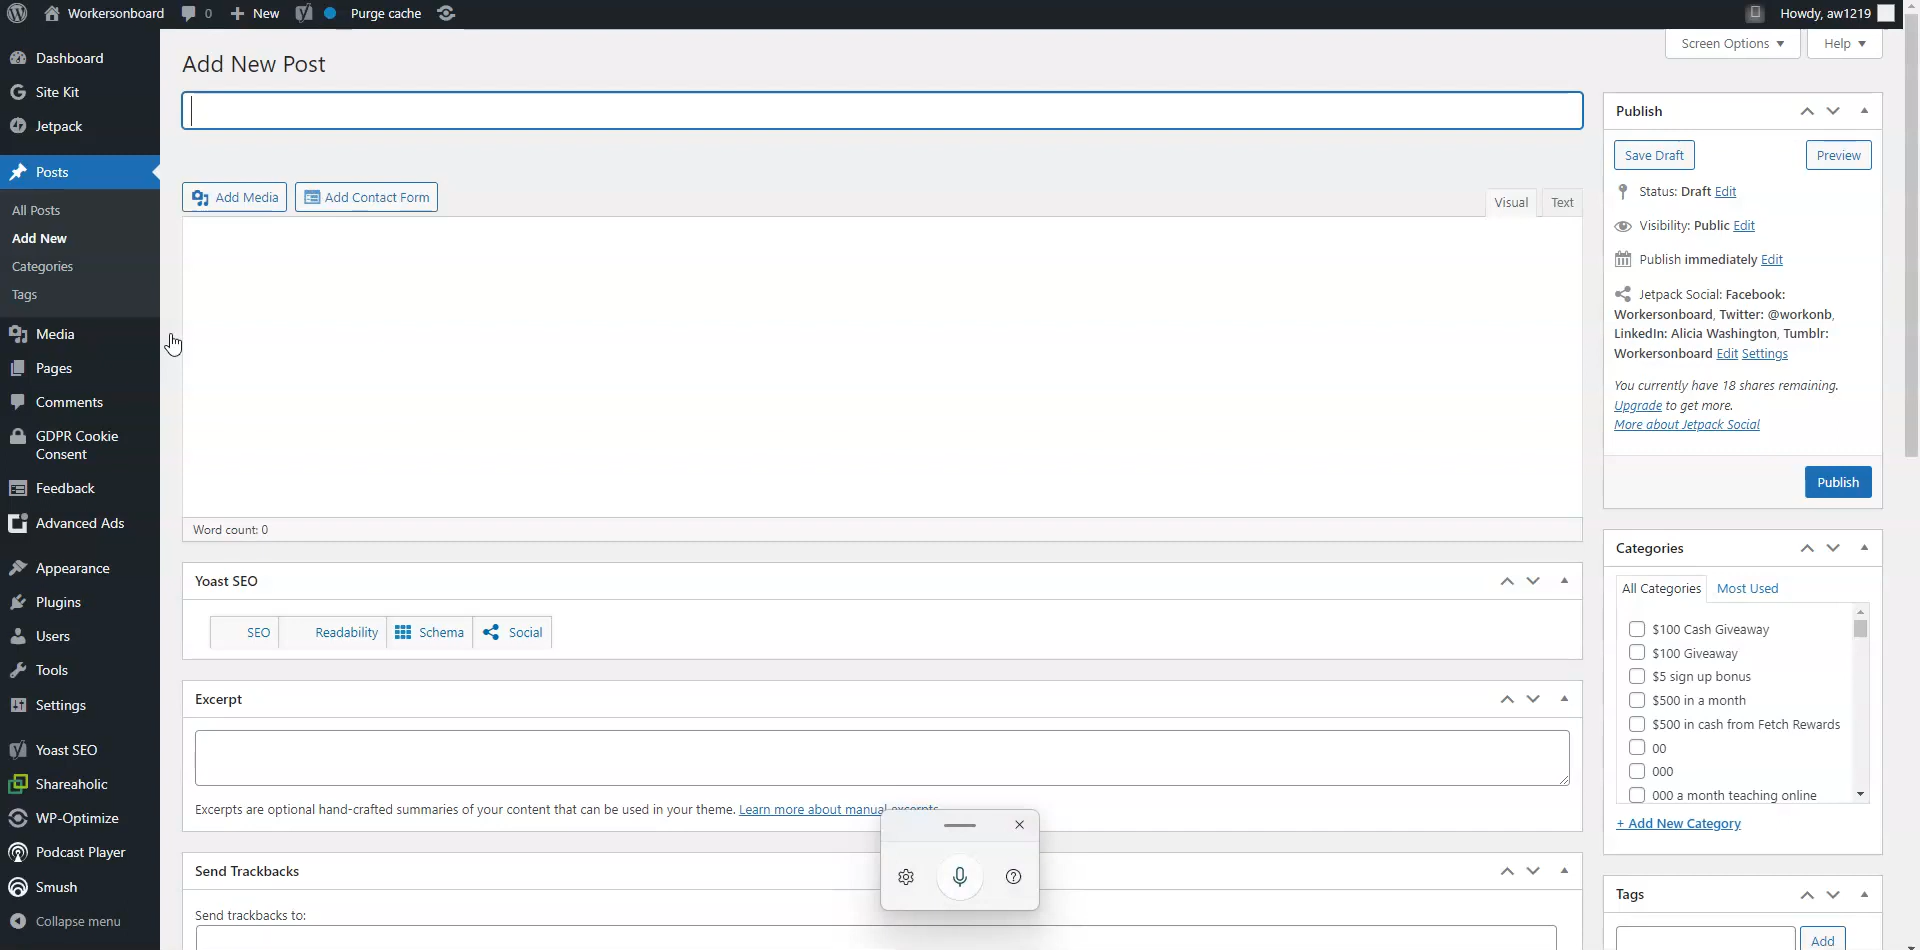 Workersonboard
0
New
Purge cache
Howdy, aw1219
Dashboard
Site Kit
Jetpack
Posts
All Posts
Add New
Categories
Tags
Media
Pages
Comments
GDPR Cookie
Consent
Feedback
Advanced Ads
Appearance
Plugins
Users
Tools
Settings
Yoast SEO
Shareaholic
WP-Optimize
Podcast Player
Smush
Collapse menu
Screen Options
Help
Add New Post
Add Media
Add Contact Form
Visual
Text
Word count: 0
Yoast SEO
SEO
Readability
Schema
Social
Excerpt
Excerpts are optional hand-crafted summaries of your content that can be used in your theme. Learn more about manual excerpts
Send Trackbacks
Send trackbacks to:
Publish
Save Draft
Preview
Status: Draft Edit
Visibility: Public Edit
Publish immediately Edit
Jetpack Social: Facebook:
Workersonboard, Twitter: @workonb,
LinkedIn: Alicia Washington, Tumblr:
Workersonboard Edit Settings
You currently have 18 shares remaining.
Upgrade to get more.
More about Jetpack Social
Publish
Categories
All Categories
Most Used
$100 Cash Giveaway
$100 Giveaway
$5 sign up bonus
$500 in a month
$500 in cash from Fetch Rewards
00
000
000 a month teaching online
+ Add New Category
Tags
Add